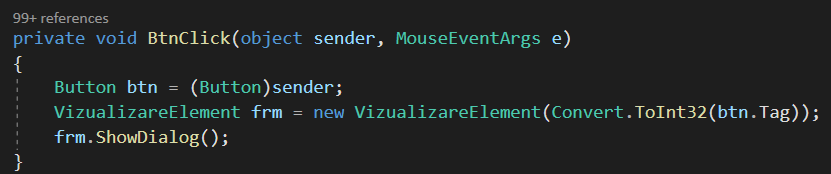 99+ references
private void BtnClick(object sender, MouseEventArgs e)
{
    Button btn = (Button)sender;
    VizualizareElement frm = new VizualizareElement(Convert.ToInt32(btn.Tag));
    frm.ShowDialog();
}